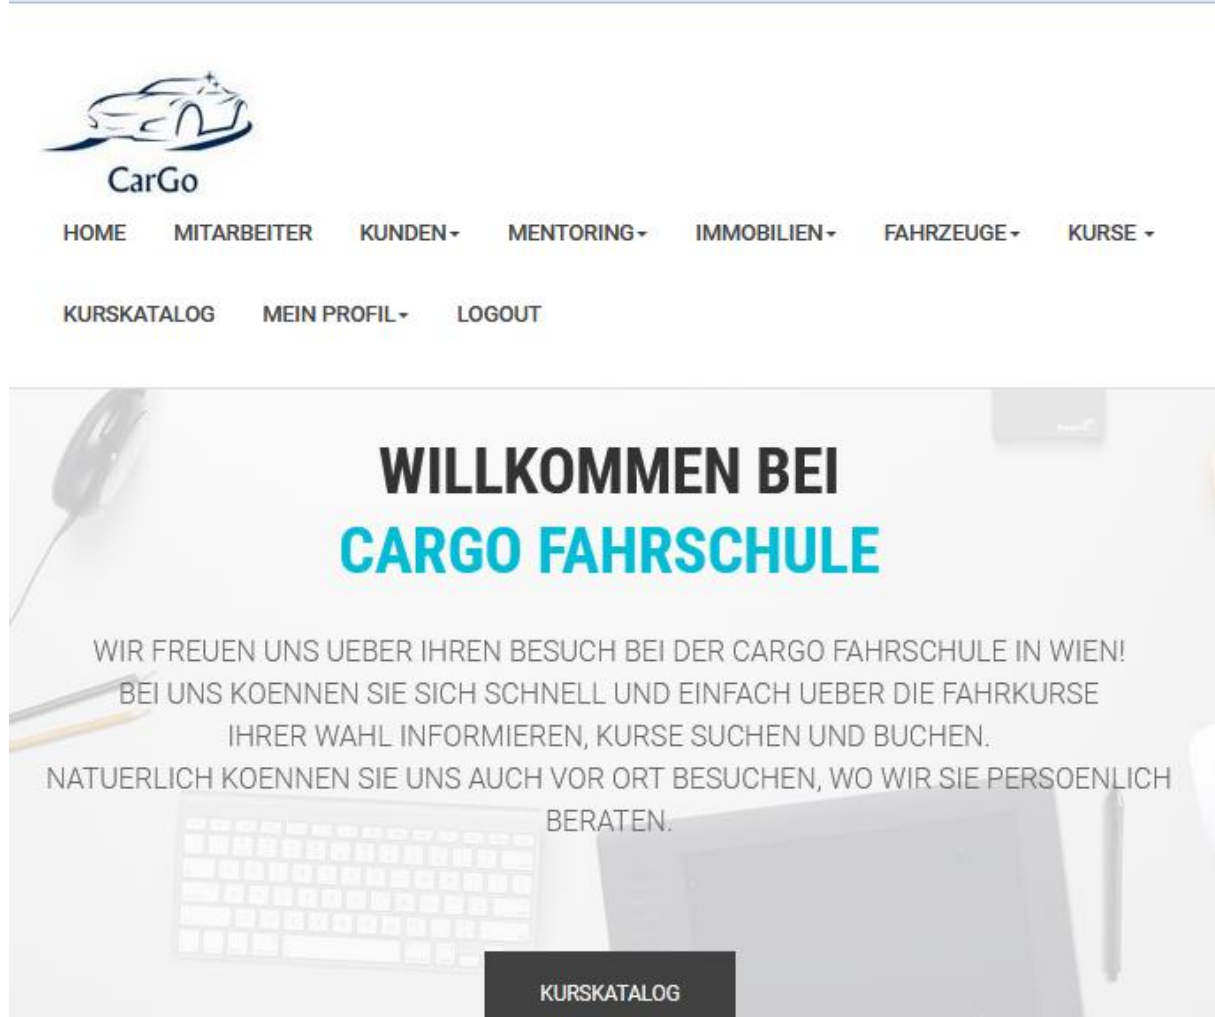 CarGo
HOME MITARBEITER KUNDEN MENTORING IMMOBILIEN FAHRZEUGE KURSE
KURSKATALOG MEIN PROFIL LOGOUT
WILLKOMMEN BEI
CARGO FAHRSCHULE
WIR FREUEN UNS UEBER IHREN BESUCH BEI DER CARGO FAHRSCHULE IN WIEN!
BEI UNS KOENNEN SIE SICH SCHNELL UND EINFACH UEBER DIE FAHRKURSE
IHRER WAHL INFORMIEREN, KURSE SUCHEN UND BUCHEN.
NATUERLICH KOENNEN SIE UNS AUCH VOR ORT BESUCHEN, WO WIR SIE PERSOENLICH
BERATEN.
KURSKATALOG